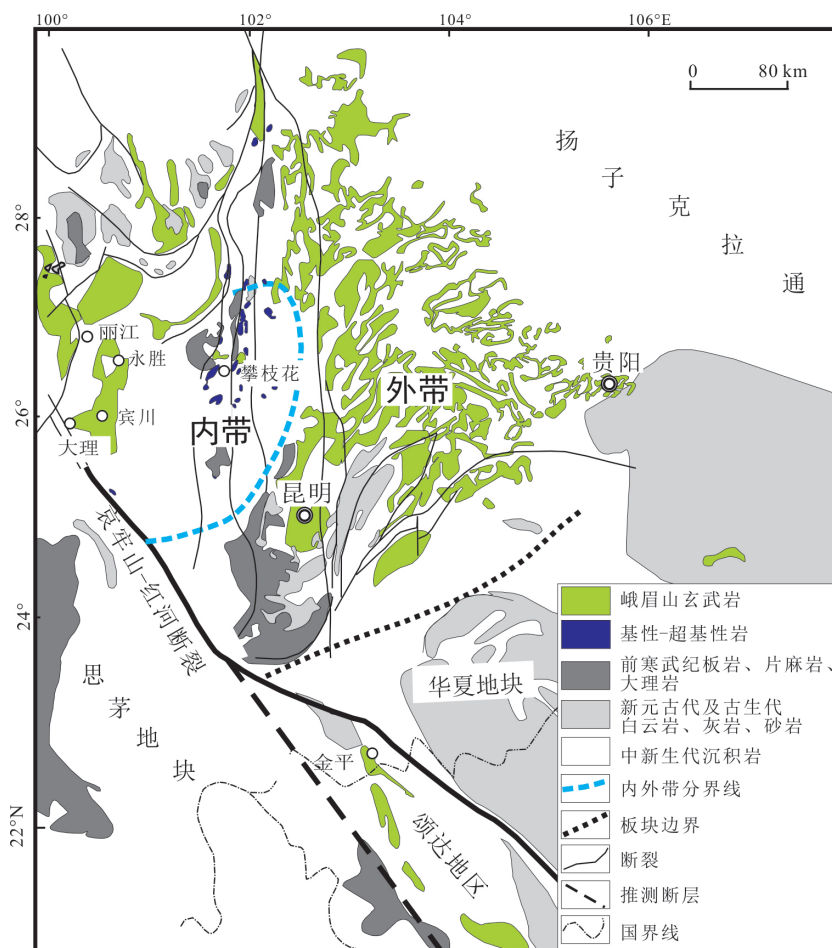 100°
102°
104°
106°E
28°
28°
26°
24°
22°N
0 80 km
扬子克拉通
丽江
永胜
宾川
大理
攀枝花
内带
外带
贵阳
昆明
哀牢山-红河断裂
思茅地块
华夏地块
金平
颂达地区
峨眉山玄武岩
基性-超基性岩
前寒武纪板岩、片麻岩、
大理岩
新元古代及古生代
白云岩、灰岩、砂岩
中新生代沉积岩
内外带分界线
板块边界
断裂
推测断层
国界线